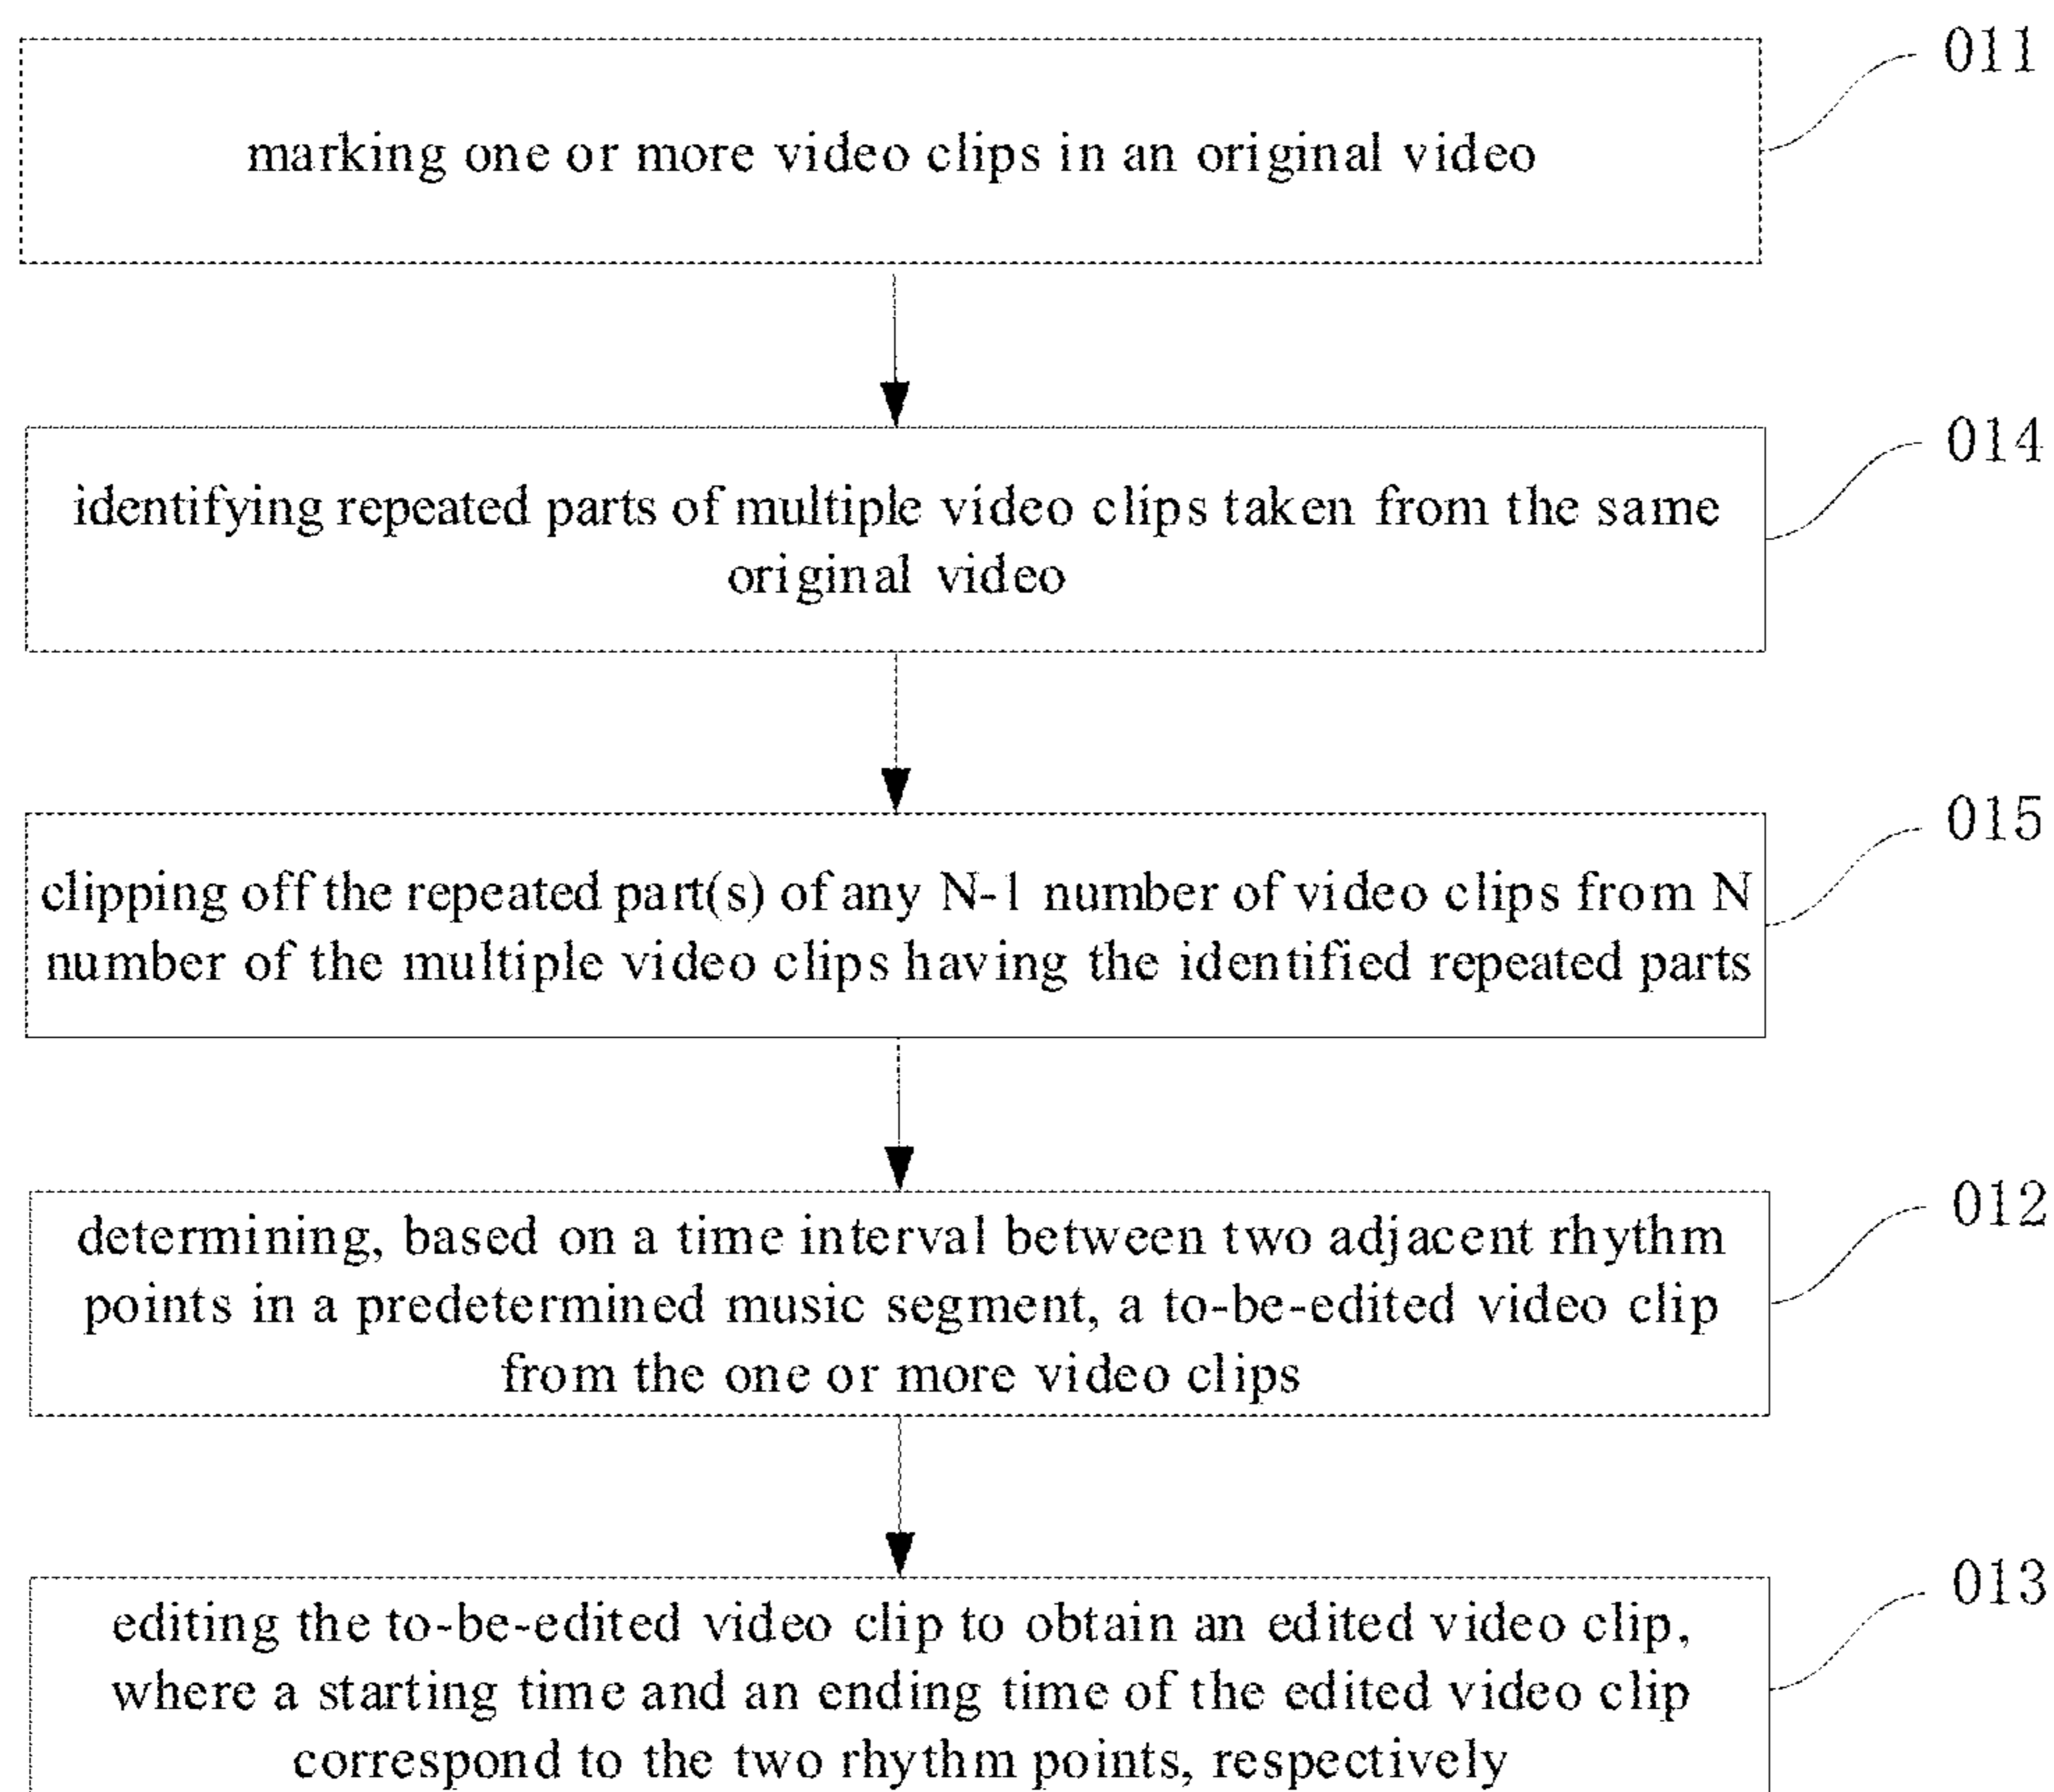 011
marking one or more video clips in an original video
014
identifying repeated parts of multiple video clips taken from the same
original video
015
clipping off the repeated part(s) of any N-1 number of video clips from N
number of the multiple video clips having the identified repeated parts
012
determining, based on a time interval between two adjacent rhythm
points in a predetermined music segment, a to-be-edited video clip
from the one or more video clips
013
editing the to-be-edited video clip to obtain an edited video clip,
where a starting time and an ending time of the edited video clip
correspond to the two rhythm points, respectively